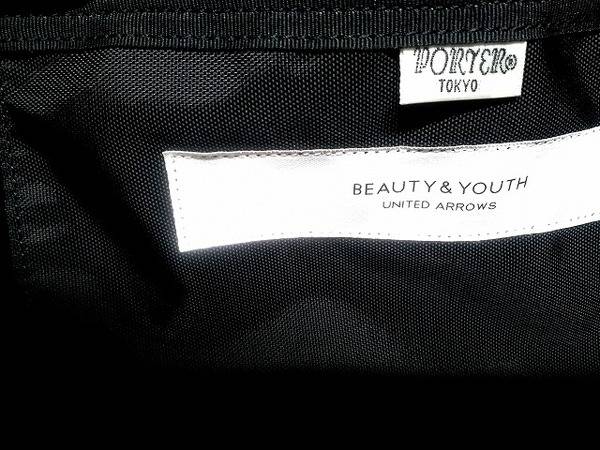 PORTER®
TOKYO
BEAUTY & YOUTH
UNITED ARROWS